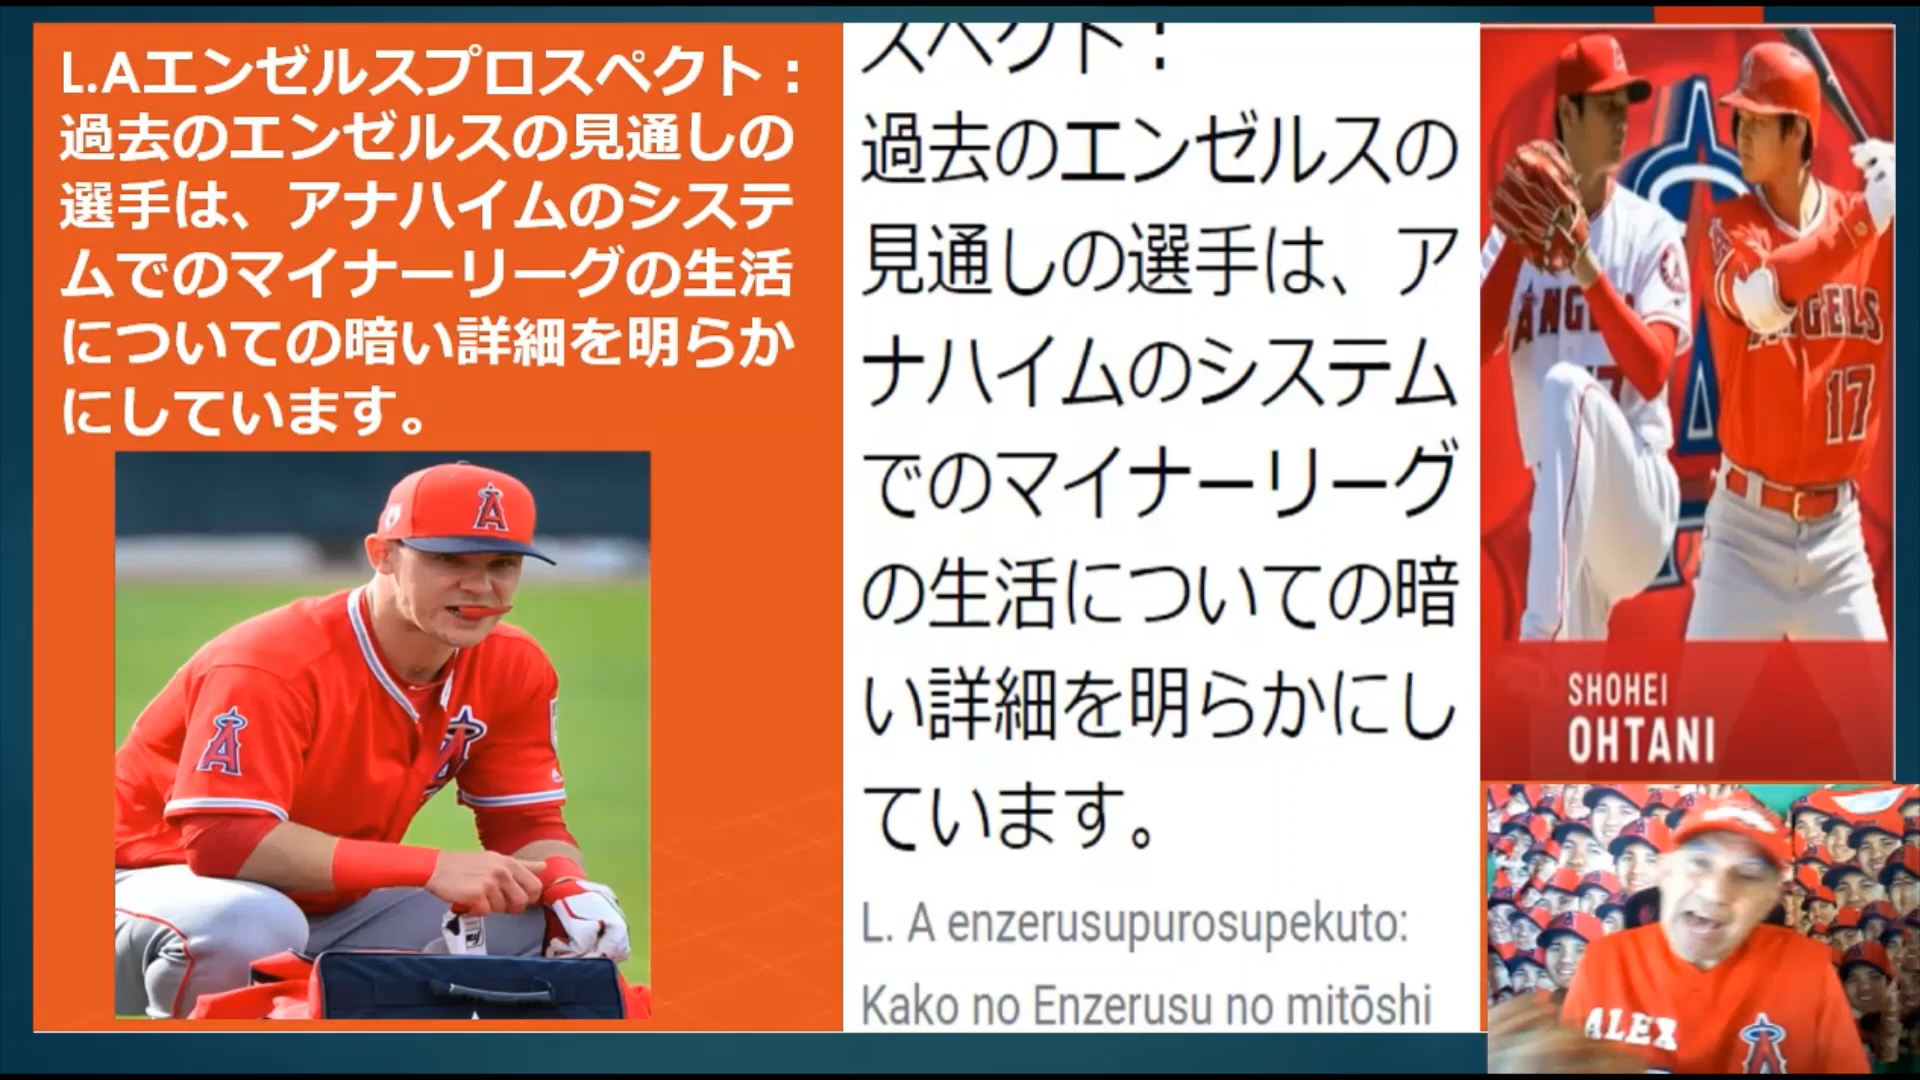 L.Aエンゼルスプロスペクト：
過去のエンゼルスの見通しの
選手は、アナハイムのシステ
ムでのマイナーリーグの生活
についての暗い詳細を明らか
にしています。
スペクト：
過去のエンゼルスの
見通しの選手は、ア
ナハイムのシステム
でのマイナーリーグ
の生活についての暗
い詳細を明らかにし
ています。
L. A enzerusupurosupekuto:
Kako no Enzerusu no mitōshi
ANGELS
17
SHOHEI
OHTANI
ALEX